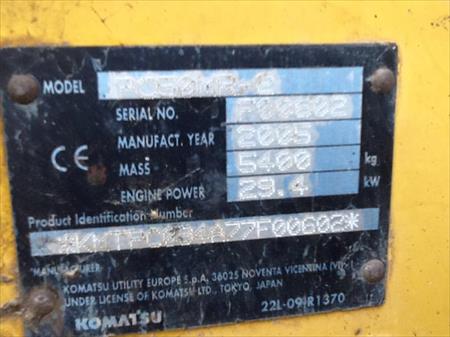 MODEL PC50MR-2
SERIAL NO. F00602
MANUFACT. YEAR 2005
CE MASS 5400 kg
ENGINE POWER 29.4 kW
Product Identification Number
MANUFACTURER
KOMATSU UTILITY EUROPE S.p.A, 36025 NOVENTA VICENTINA (VI)
UNDER LICENSE OF KOMATSU LTD., TOKYO, JAPAN
KOMATSU 22L-09-R1370